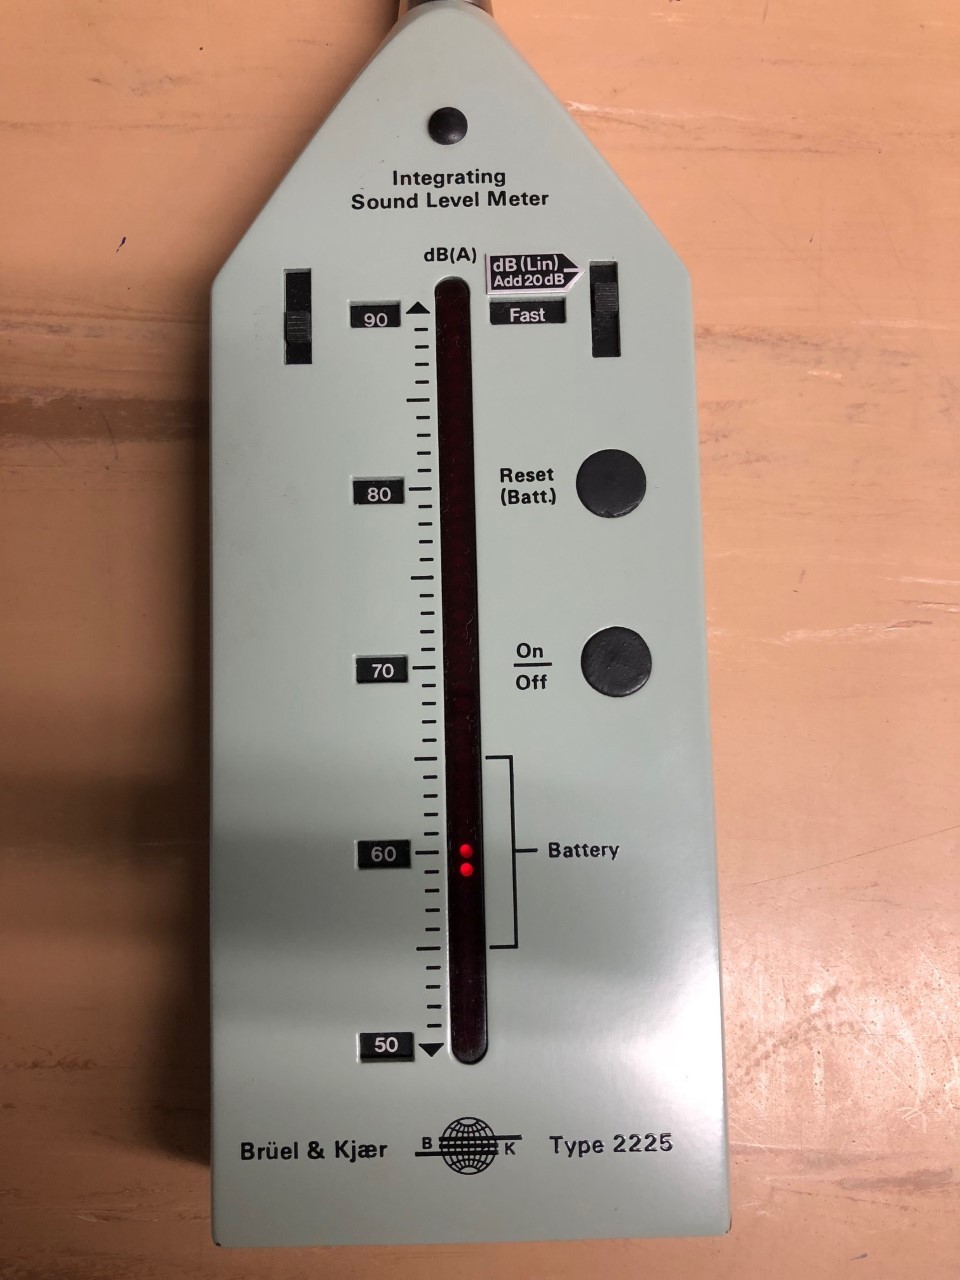 Integrating
Sound Level Meter
dB(A)
dB (Lin)
Add 20 dB
90
Fast
80
Reset
(Batt.)
70
On
Off
60
Battery
50
Brüel & Kjær
B
K
Type 2225